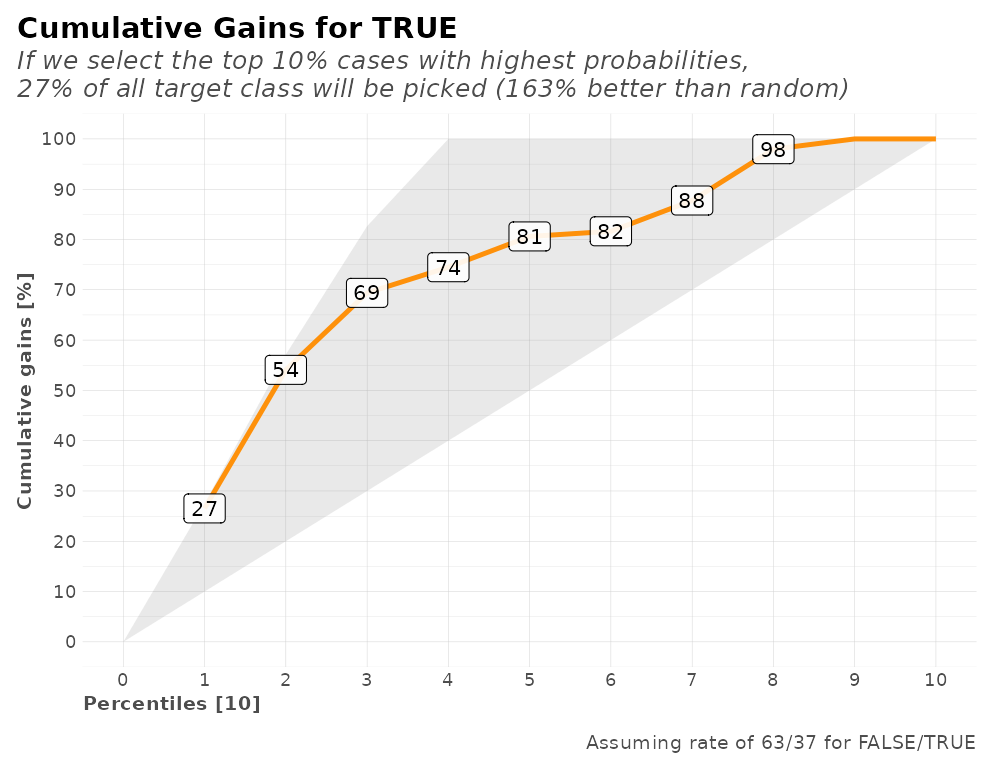 Cumulative Gains for TRUE
If we select the top 10% cases with highest probabilities,
27% of all target class will be picked (163% better than random)
Cumulative gains [%]
100
90
80
70
60
50
40
30
20
10
0
27
54
69
74
81
82
88
98
0 1 2 3 4 5 6 7 8 9 10
Percentiles [10]
Assuming rate of 63/37 for FALSE/TRUE